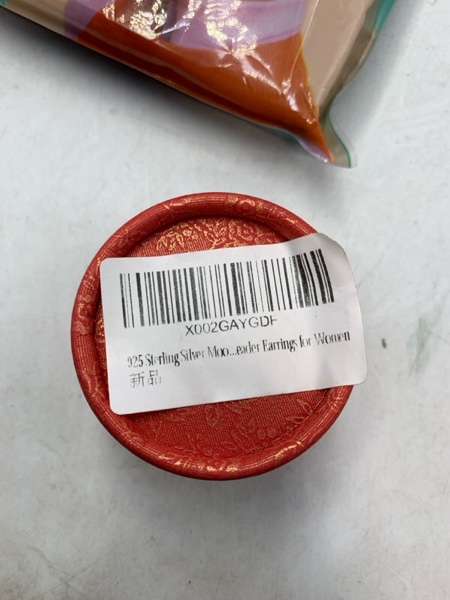 X002GAYGDF
925 Sterling Silver Moo...eader Earrings for Women
新品